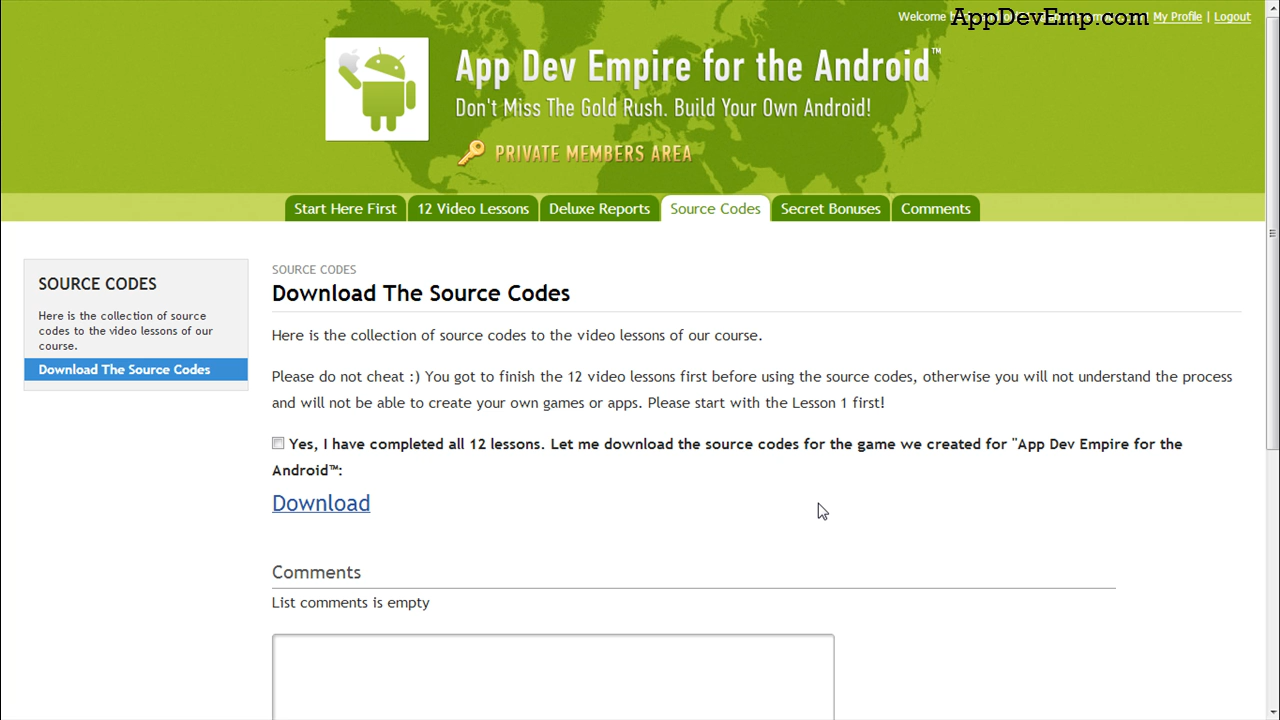 Welcome
AppDevEmp.com
My Profile | Logout
App Dev Empire for the Android™
Don't Miss The Gold Rush. Build Your Own Android!
PRIVATE MEMBERS AREA
Start Here First
12 Video Lessons
Deluxe Reports
Source Codes
Secret Bonuses
Comments
SOURCE CODES
Here is the collection of source
codes to the video lessons of our
course.
Download The Source Codes
SOURCE CODES
Download The Source Codes
Here is the collection of source codes to the video lessons of our course.
Please do not cheat :) You got to finish the 12 video lessons first before using the source codes, otherwise you will not understand the process
and will not be able to create your own games or apps. Please start with the Lesson 1 first!
Yes, I have completed all 12 lessons. Let me download the source codes for the game we created for "App Dev Empire for the
Android™:
Download
Comments
List comments is empty